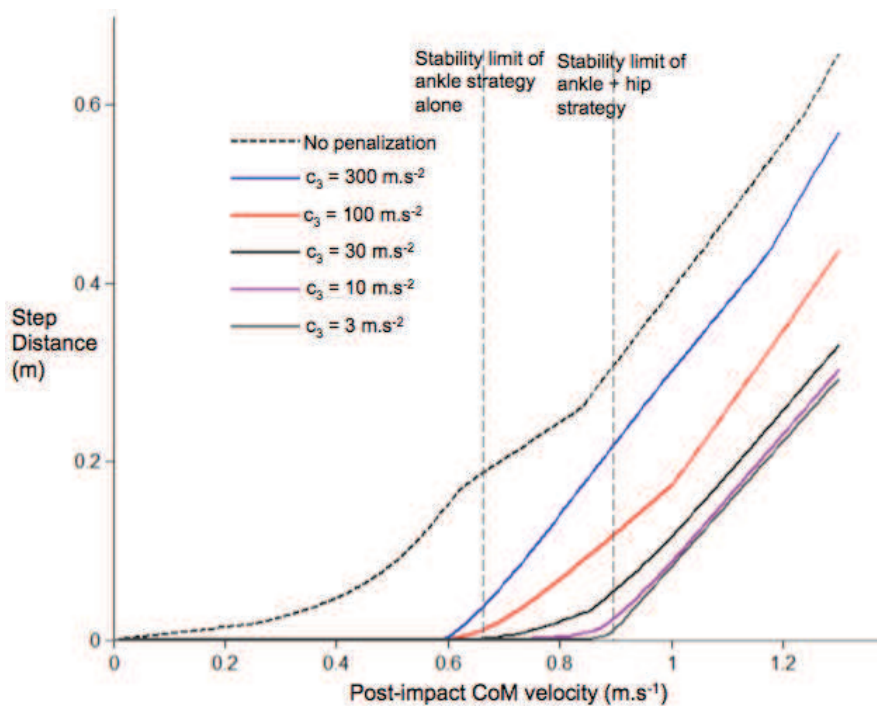 Stability limit of
ankle strategy
alone
Stability limit of
ankle + hip
strategy
No penalization
c₃ = 300 m.s⁻²
c₃ = 100 m.s⁻²
c₃ = 30 m.s⁻²
c₃ = 10 m.s⁻²
c₃ = 3 m.s⁻²
Step
Distance
(m)
0.6
0.4
0.2
0
0 0.2 0.4 0.6 0.8 1 1.2
Post-impact CoM velocity (m.s⁻¹)